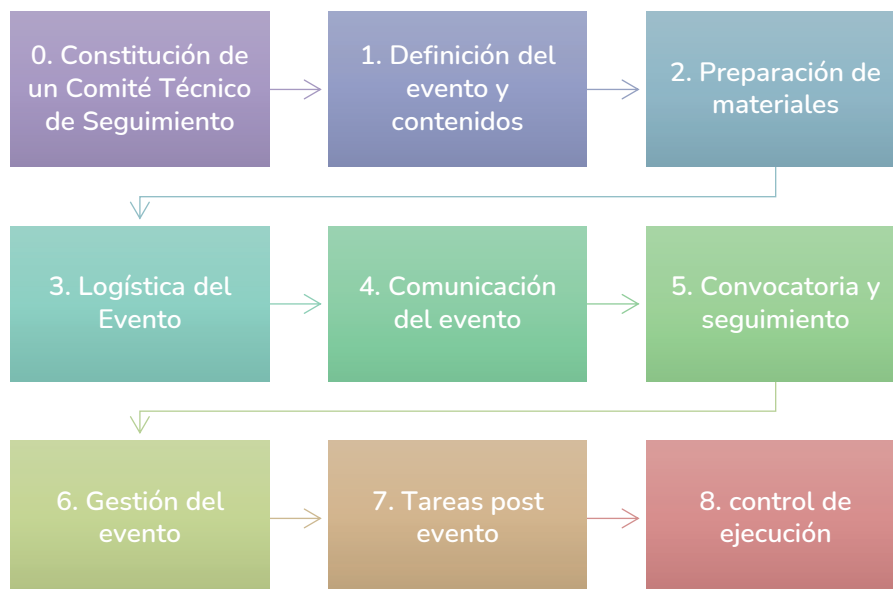 0. Constitución de
un Comité Técnico
de Seguimiento
1. Definición del
evento y
contenidos
2. Preparación de
materiales
3. Logística del
Evento
4. Comunicación
del evento
5. Convocatoria y
seguimiento
6. Gestión del
evento
7. Tareas post
evento
8. control de
ejecución